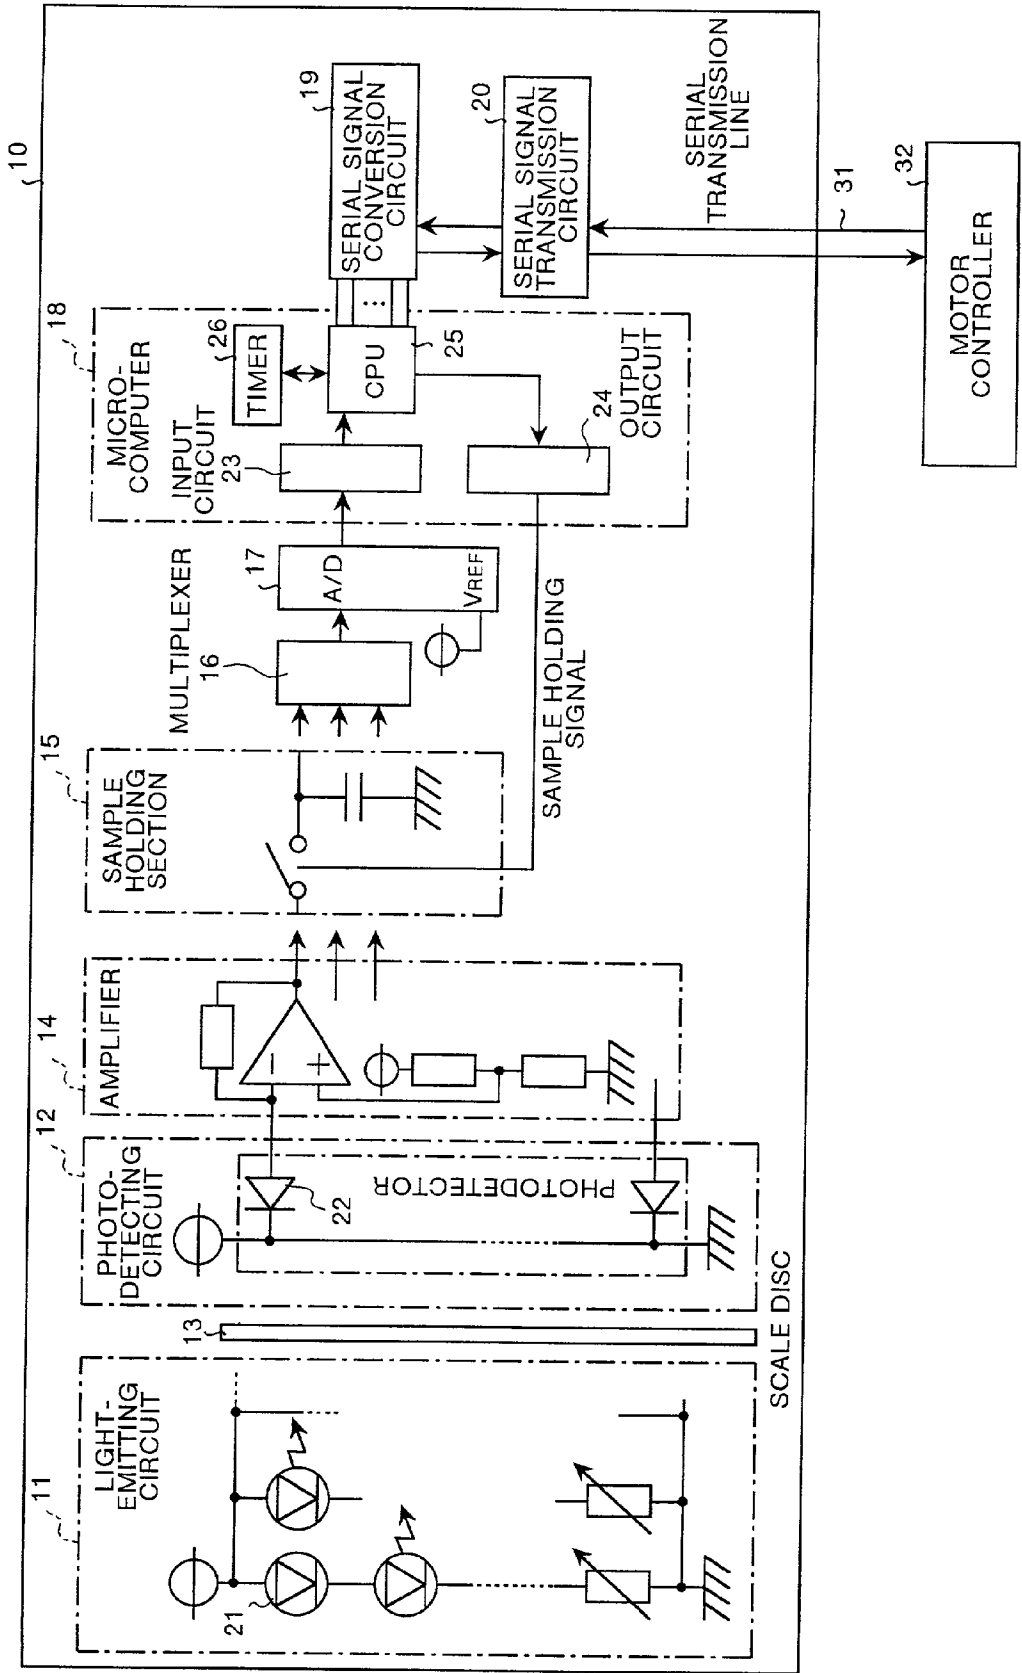 10
11
LIGHT-
EMITTING
CIRCUIT
21
13
SCALE DISC
12
PHOTO-
DETECTING
CIRCUIT
22
PHOTODETECTOR
14
AMPLIFIER
−
+
15
SAMPLE
HOLDING
SECTION
MULTIPLEXER
16
17
A/D
VREF
SAMPLE HOLDING
SIGNAL
18
MICRO-
COMPUTER
INPUT
CIRCUIT
23
26
TIMER
CPU
25
24
OUTPUT
CIRCUIT
19
SERIAL SIGNAL
CONVERSION
CIRCUIT
20
SERIAL SIGNAL
TRANSMISSION
CIRCUIT
SERIAL
TRANSMISSION
LINE
31
32
MOTOR
CONTROLLER